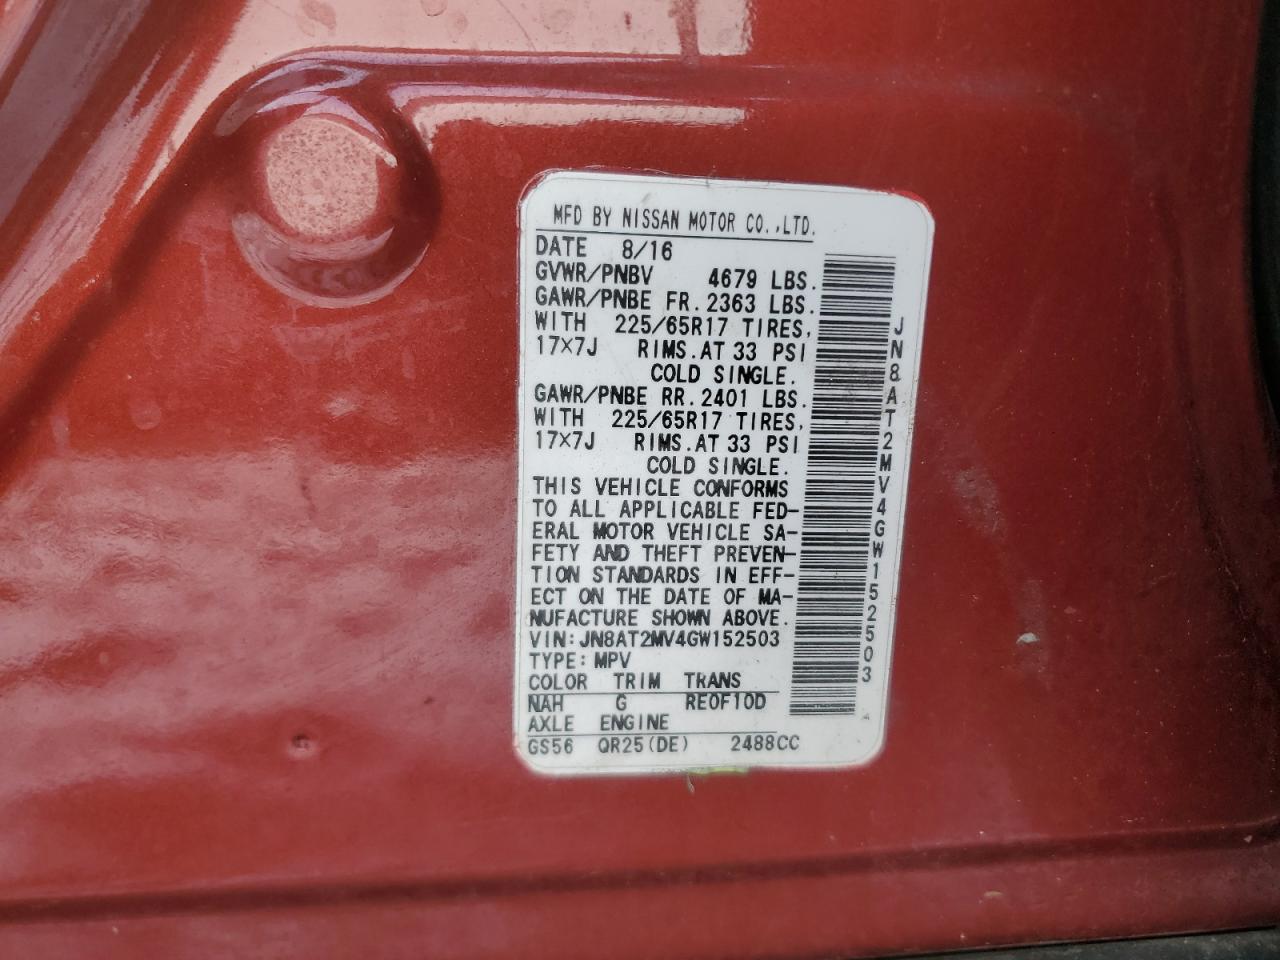 MFD BY NISSAN MOTOR CO.,LTD.
DATE 8/16
GVWR/PNBV 4679 LBS.
GAWR/PNBE FR. 2363 LBS.
WITH 225/65R17 TIRES,
17×7J RIMS. AT 33 PSI
COLD SINGLE.
GAWR/PNBE RR. 2401 LBS.
WITH 225/65R17 TIRES,
17×7J RIMS. AT 33 PSI
COLD SINGLE.
THIS VEHICLE CONFORMS
TO ALL APPLICABLE FED-
ERAL MOTOR VEHICLE SA-
FETY AND THEFT PREVEN-
TION STANDARDS IN EFF-
ECT ON THE DATE OF MA-
NUFACTURE SHOWN ABOVE.
VIN: JN8AT2MV4GW152503
TYPE: MPV
COLOR TRIM TRANS
NAH G RE0F10D
AXLE ENGINE
GS56 QR25(DE) 2488CC
JN8AT2MV4GW152503